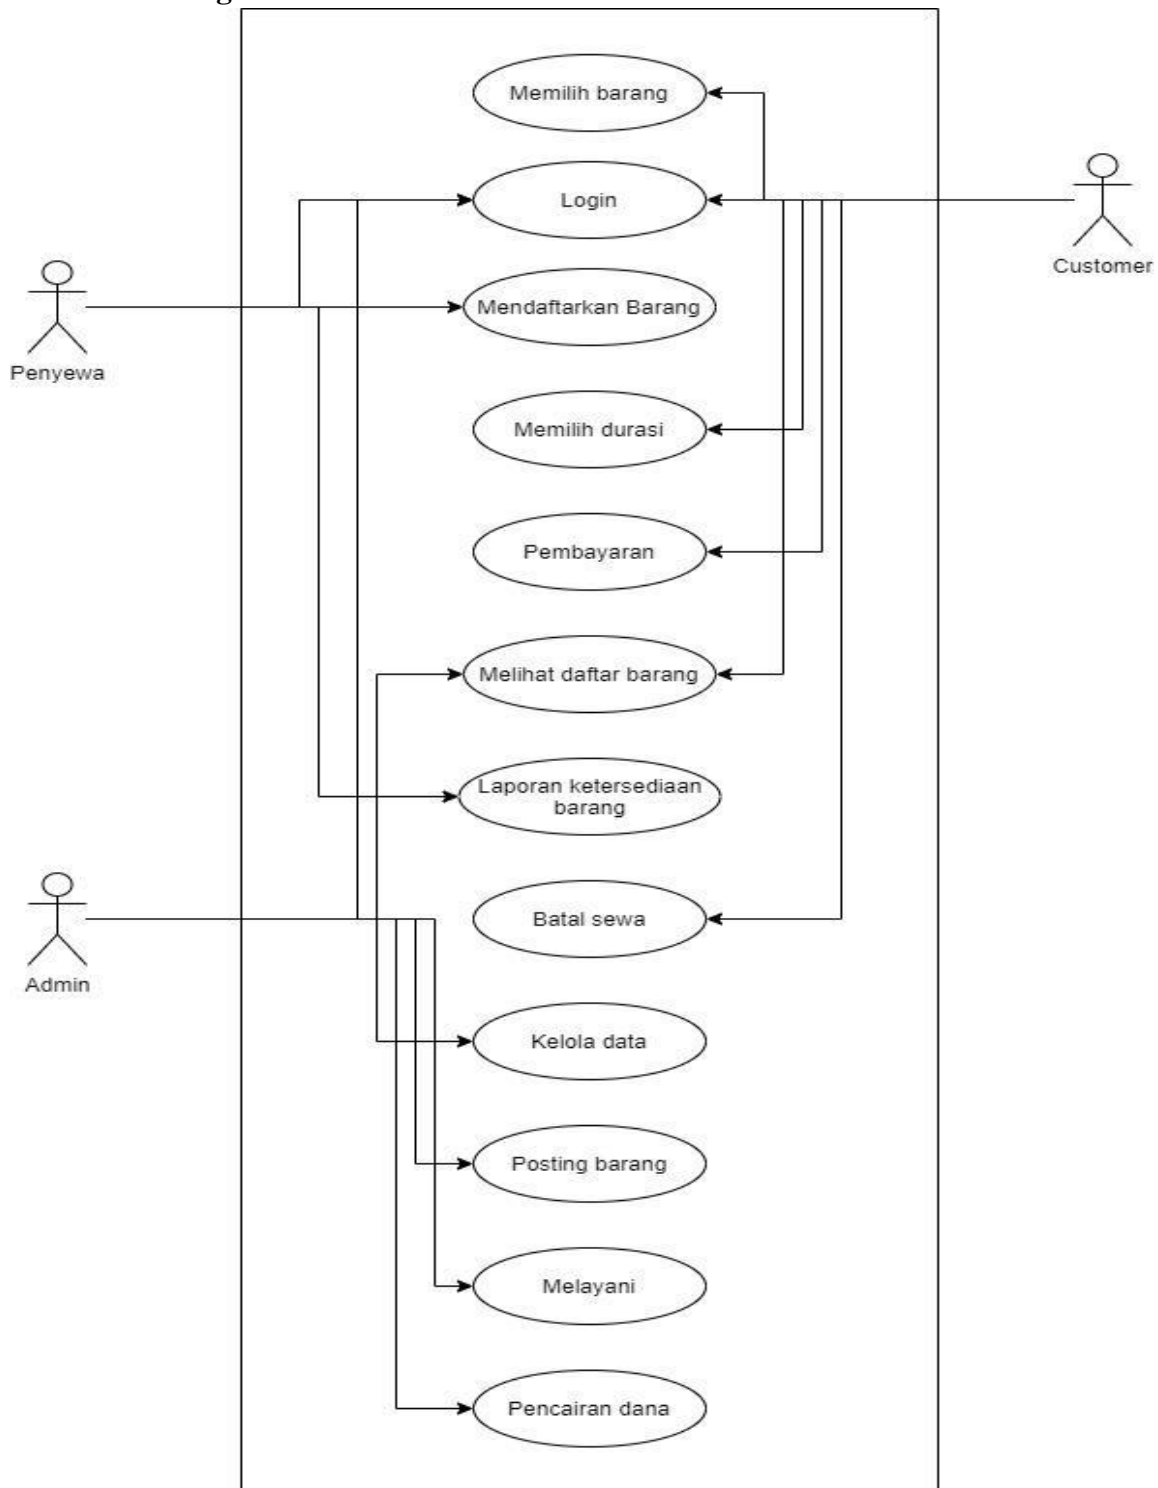 Memilih barang
Login
Customer
Mendaftarkan Barang
Penyewa
Memilih durasi
Pembayaran
Melihat daftar barang
Laporan ketersediaan
barang
Batal sewa
Admin
Kelola data
Posting barang
Melayani
Pencairan dana